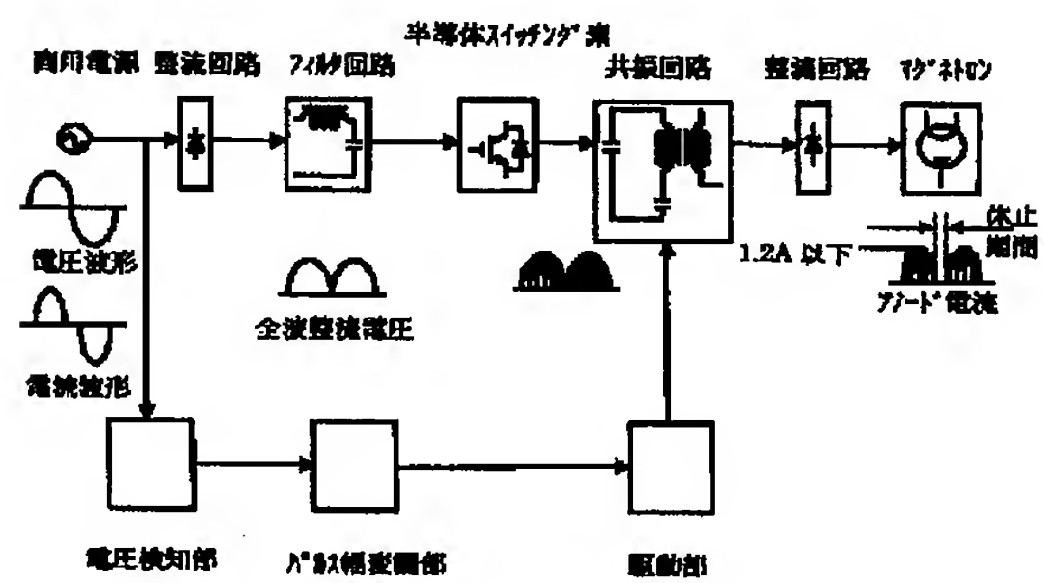 半導体スイッチング素
商用電源 整流回路 フィルタ回路 共振回路 整流回路 マグネトロン
電圧波形
電流波形
全波整流電圧
1.2A 以下
休止
期間
アノード電流
電圧検知部 パルス幅変調部 駆動部